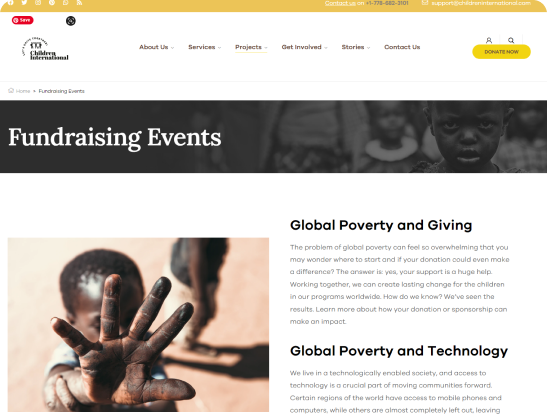 Contact us on +1-778-682-3101 support@childreninternational.com
Save
Children
International
About Us Services Projects Get Involved Stories Contact Us
DONATE NOW
Home » Fundraising Events
Fundraising Events
Global Poverty and Giving
The problem of global poverty can feel so overwhelming that you
may wonder where to start and if your donation could even make
a difference? The answer is: yes, your support is a huge help.
Working together, we can create lasting change for the children
in our programs worldwide. How do we know? We've seen the
results. Learn more about how your donation or sponsorship can
make an impact.
Global Poverty and Technology
We live in a technologically enabled society, and access to
technology is a crucial part of moving communities forward.
Certain regions of the world have access to mobile phones and
computers, while others are almost completely left out, leaving